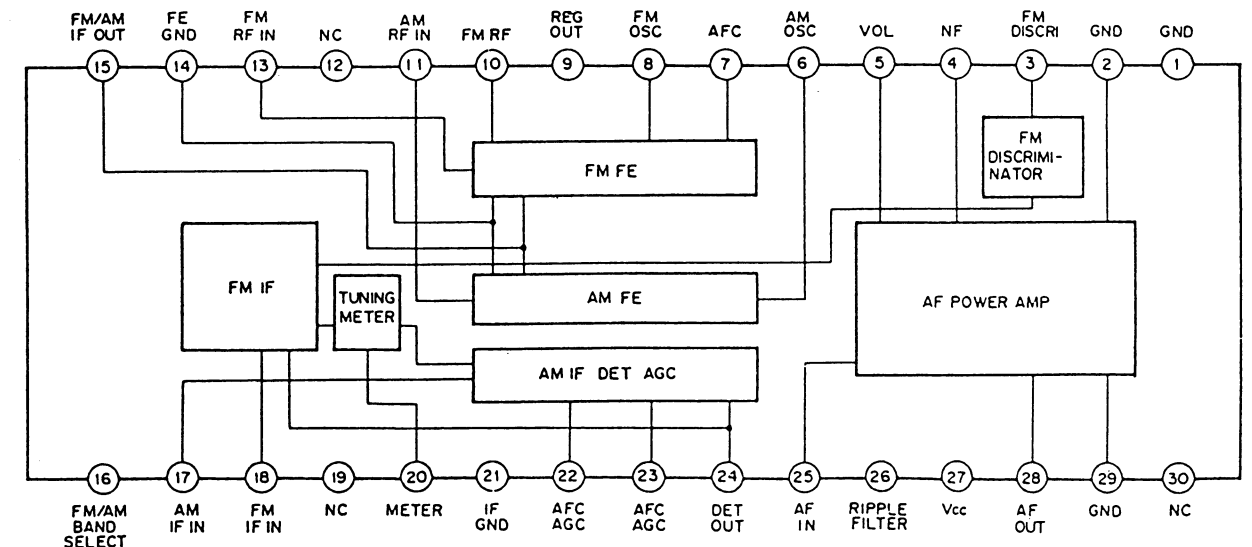 FM/AM
IF OUT
FE
GND
FM
RF IN
NC
AM
RF IN
FM RF
REG
OUT
FM
OSC
AFC
AM
OSC
VOL
NF
FM
DISCRI
GND
GND
15
14
13
12
11
10
9
8
7
6
5
4
3
2
1
FM
DISCRIMI-
NATOR
FM FE
FM IF
TUNING
METER
AM FE
AF POWER AMP
AM IF DET AGC
16
17
18
19
20
21
22
23
24
25
26
27
28
29
30
FM/AM
BAND
SELECT
AM
IF IN
FM
IF IN
NC
METER
IF
GND
AFC
AGC
AFC
AGC
DET
OUT
AF
IN
RIPPLE
FILTER
Vcc
AF
OUT
GND
NC